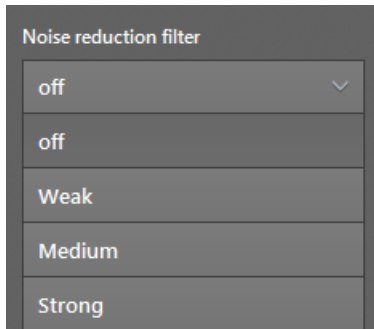 Noise reduction filter
off
off
Weak
Medium
Strong